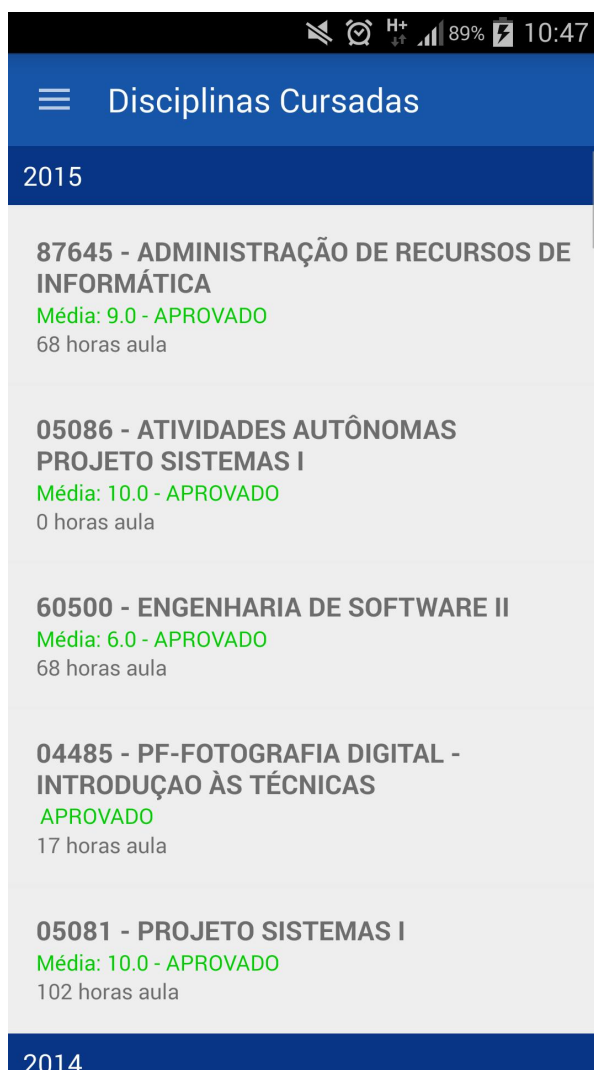 H+ 89% 10:47
Disciplinas Cursadas
2015
87645 - ADMINISTRAÇÃO DE RECURSOS DE
INFORMÁTICA
Média: 9.0 - APROVADO
68 horas aula
05086 - ATIVIDADES AUTÔNOMAS
PROJETO SISTEMAS I
Média: 10.0 - APROVADO
0 horas aula
60500 - ENGENHARIA DE SOFTWARE II
Média: 6.0 - APROVADO
68 horas aula
04485 - PF-FOTOGRAFIA DIGITAL -
INTRODUÇAO ÀS TÉCNICAS
APROVADO
17 horas aula
05081 - PROJETO SISTEMAS I
Média: 10.0 - APROVADO
102 horas aula
2014